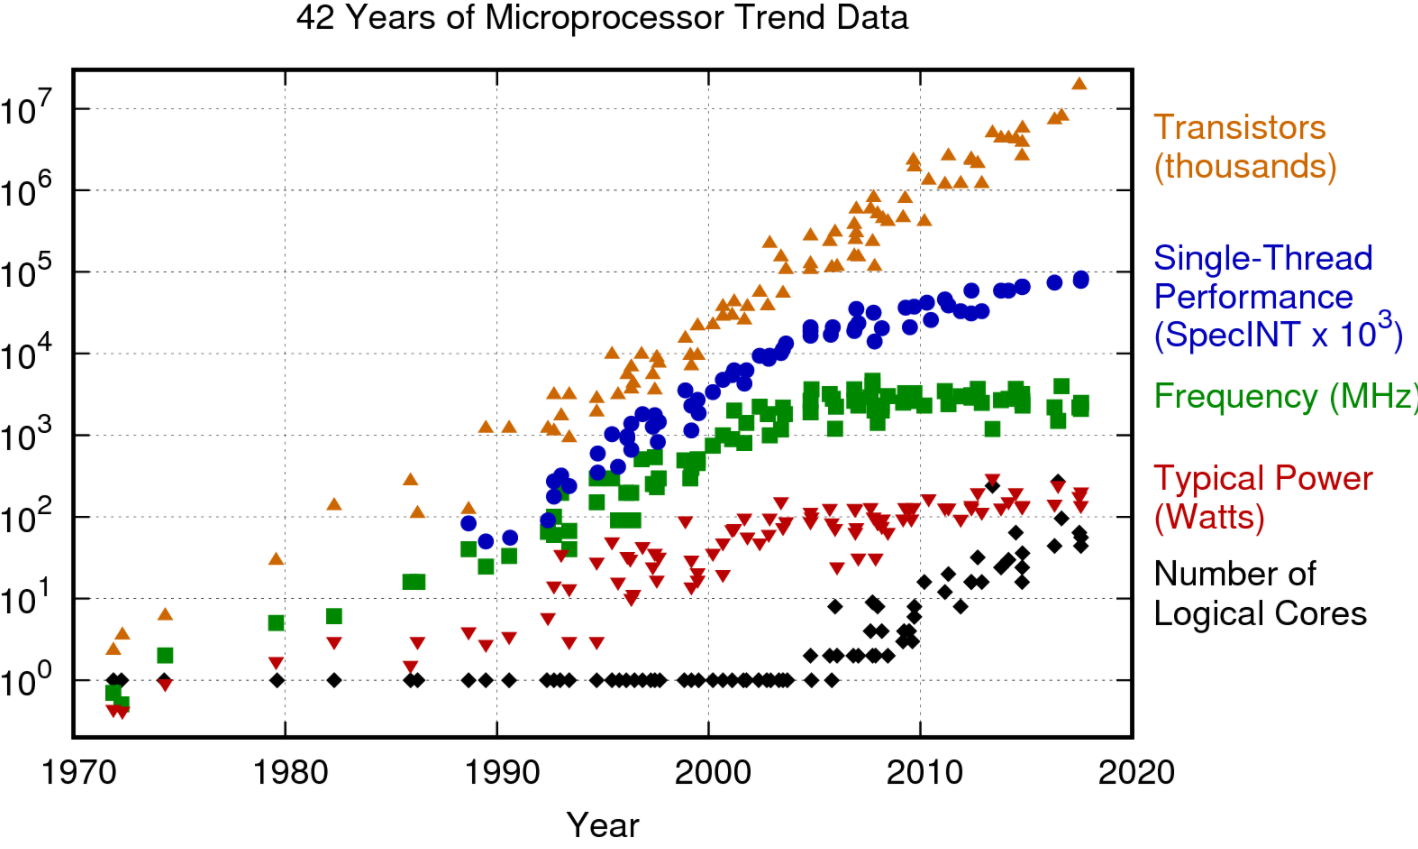 42 Years of Microprocessor Trend Data
10^7
10^6
10^5
10^4
10^3
10^2
10^1
10^0
Transistors
(thousands)
Single-Thread
Performance
(SpecINT x 10^3)
Frequency (MHz)
Typical Power
(Watts)
Number of
Logical Cores
1970 1980 1990 2000 2010 2020
Year